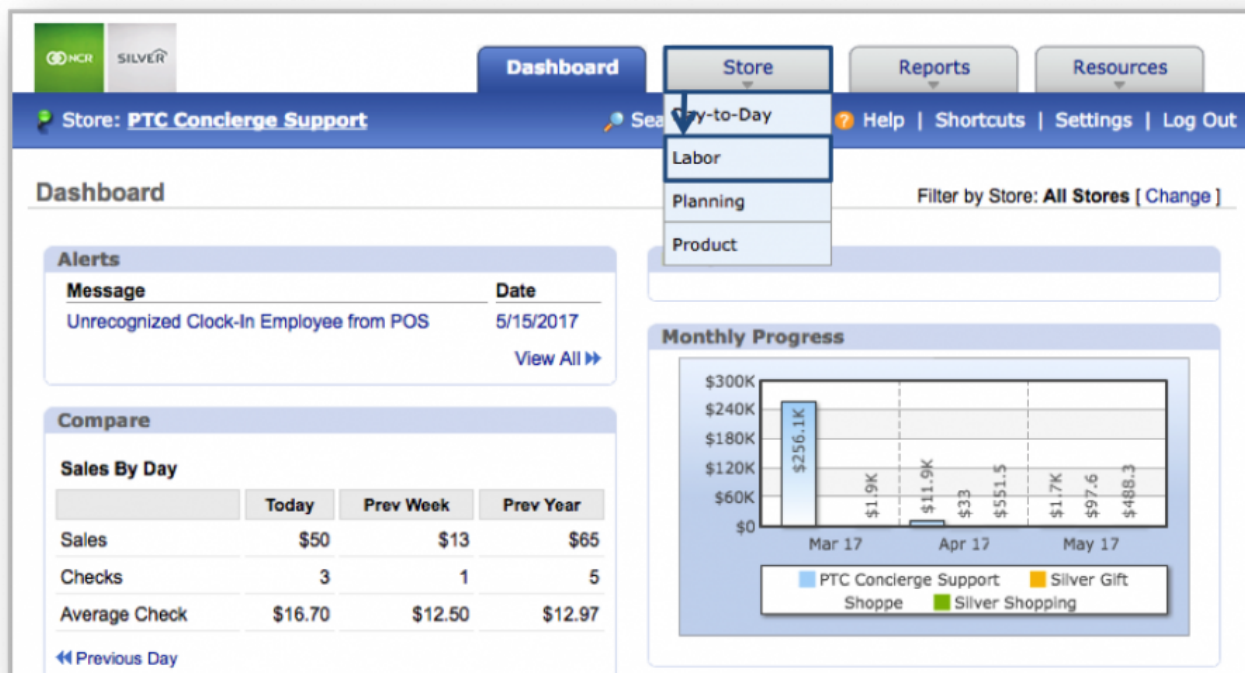 NCR SILVER
Dashboard Store Reports Resources
Store: PTC Concierge Support
Help | Shortcuts | Settings | Log Out
Day-to-Day
Labor
Planning
Product
Dashboard
Filter by Store: All Stores [ Change ]
Alerts
Message Date
Unrecognized Clock-In Employee from POS 5/15/2017
View All
Compare
Sales By Day
Today Prev Week Prev Year
Sales $50 $13 $65
Checks 3 1 5
Average Check $16.70 $12.50 $12.97
Previous Day
Monthly Progress
$300K
$240K
$180K
$120K
$60K
$0
$256.1K
$1.9K
$11.9K
$33
$551.5
$1.7K
$97.6
$488.3
Mar 17 Apr 17 May 17
PTC Concierge Support Silver Gift
Shoppe Silver Shopping